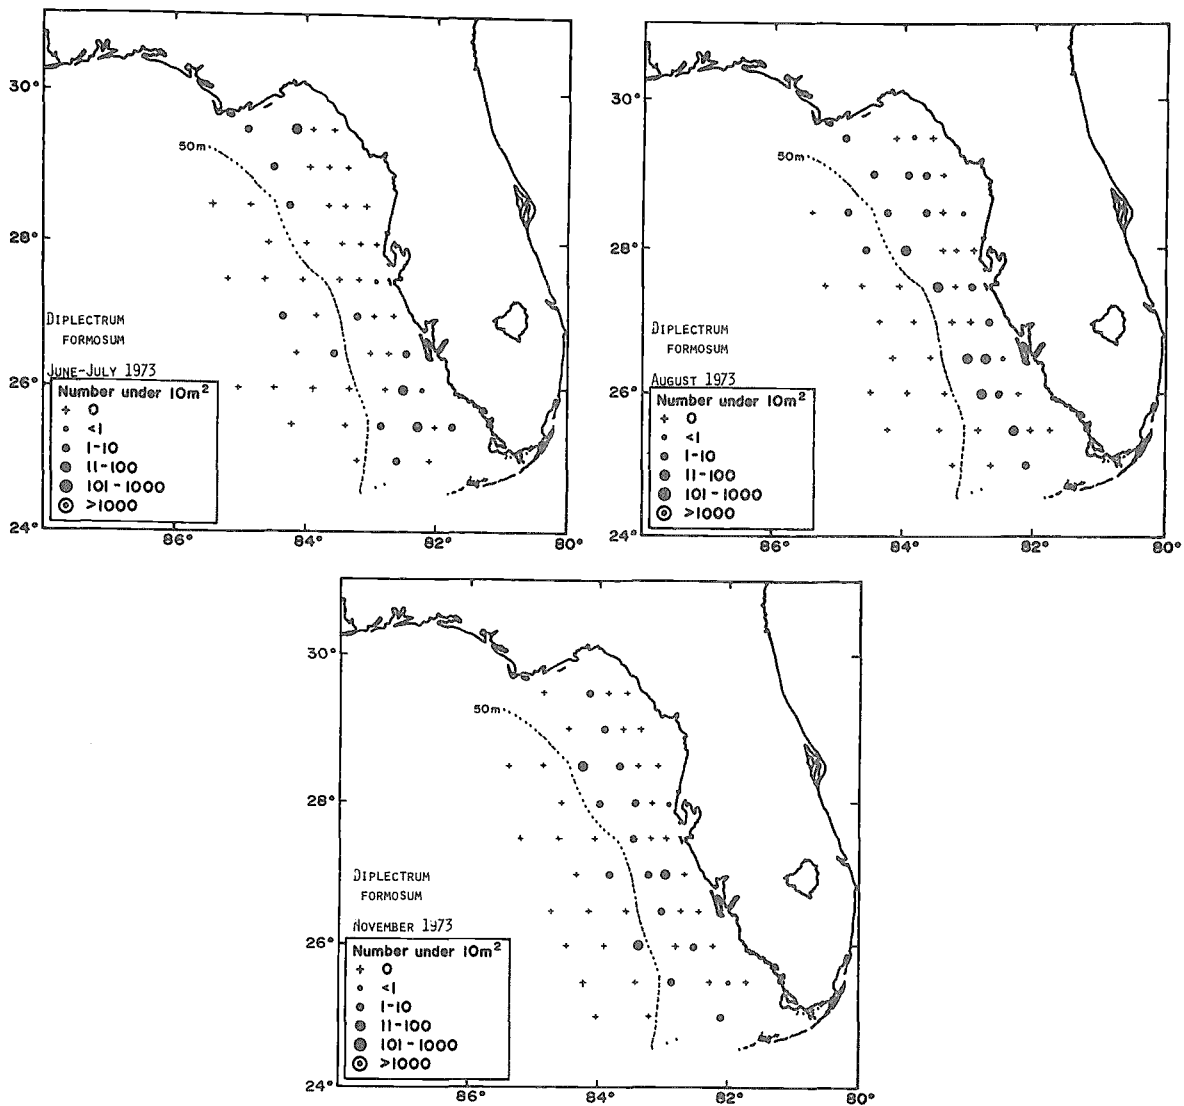 30°
50m
28°
DIPLECTRUM
FORMOSUM
JUNE-JULY 1973
26°
Number under 10m²
+ 0
<1
1-10
11-100
101-1000
>1000
24°
86°
84°
82°
80°
30°
50m
28°
DIPLECTRUM
FORMOSUM
AUGUST 1973
26°
Number under 10m²
+ 0
<1
1-10
11-100
101-1000
>1000
24°
86°
84°
82°
80°
30°
50m
28°
DIPLECTRUM
FORMOSUM
NOVEMBER 1973
26°
Number under 10m²
+ 0
<1
1-10
11-100
101-1000
>1000
24°
86°
84°
82°
80°